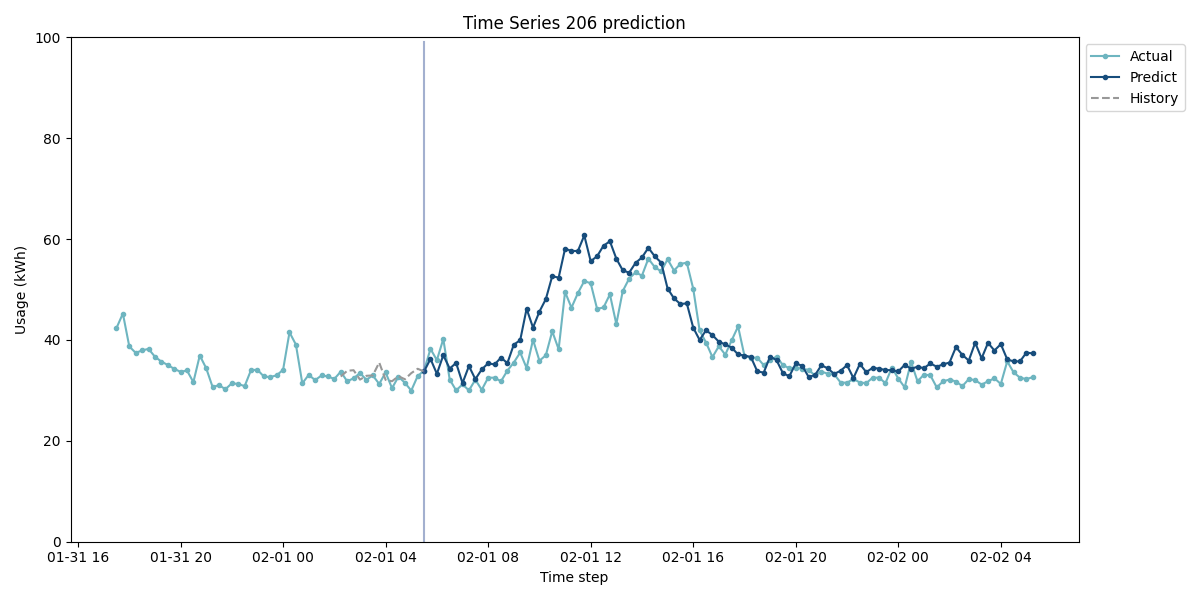 Time Series 206 prediction
Usage (kWh)
100
80
60
40
20
0
01-31 16
01-31 20
02-01 00
02-01 04
02-01 08
02-01 12
02-01 16
02-01 20
02-02 00
02-02 04
Time step
Actual
Predict
History